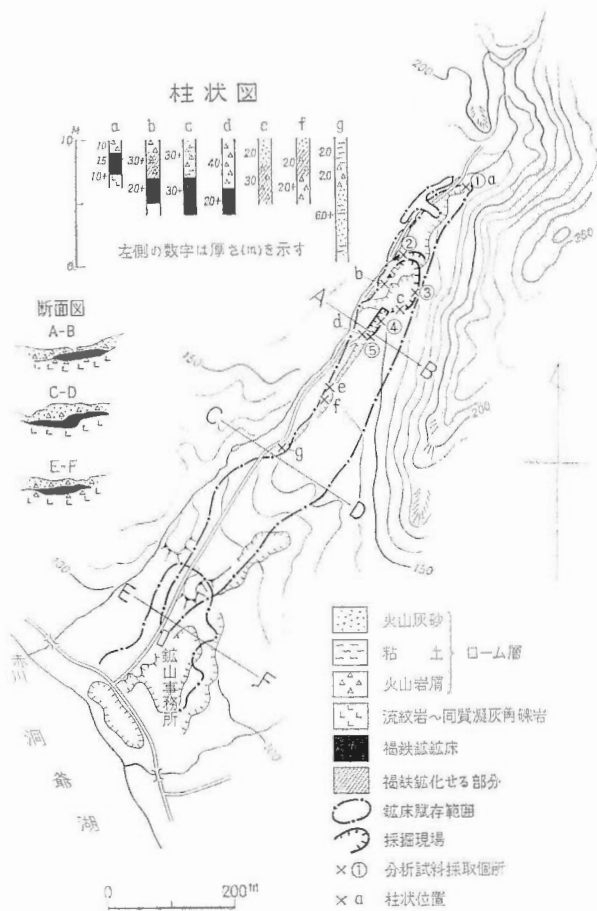 柱状図
M
10
0
a b c d e f g
10
15
10+
30+
20+
30+
30+
40
20+
20
30+
20
20+
20
20
60+
左側の数字は厚さ(m)を示す
断面図
A-B
C-D
E-F
200
250
200
150
150
100
① a
②
b
③
c
④
d
⑤
e
f
g
A
B
C
D
E
F
鉱山事務所
赤川
洞爺湖
火山灰砂
粘土
火山岩屑
ローム層
流紋岩~同質凝灰角礫岩
褐鉄鉱鉱床
褐鉄鉱化せる部分
鉱床賦存範囲
採掘現場
×① 分析試料採取個所
×a 柱状位置
0 200m